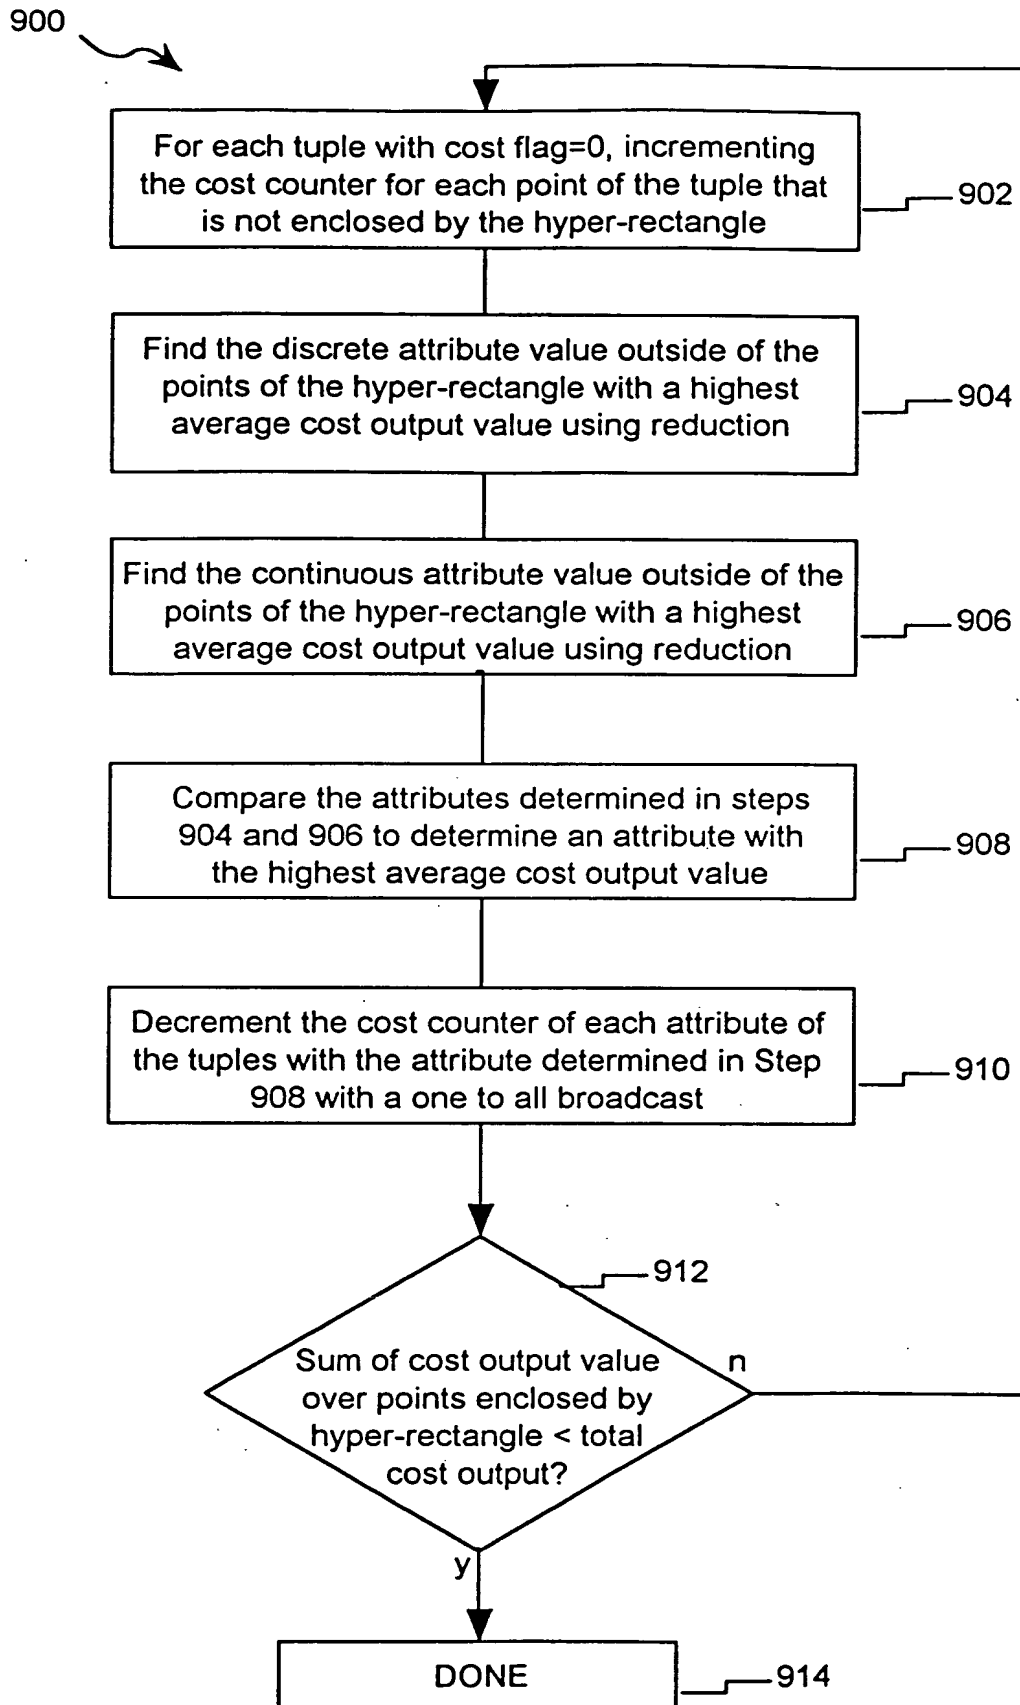 900
For each tuple with cost flag=0, incrementing
the cost counter for each point of the tuple that
is not enclosed by the hyper-rectangle
902
Find the discrete attribute value outside of the
points of the hyper-rectangle with a highest
average cost output value using reduction
904
Find the continuous attribute value outside of the
points of the hyper-rectangle with a highest
average cost output value using reduction
906
Compare the attributes determined in steps
904 and 906 to determine an attribute with
the highest average cost output value
908
Decrement the cost counter of each attribute of
the tuples with the attribute determined in Step
908 with a one to all broadcast
910
912
Sum of cost output value
over points enclosed by
hyper-rectangle < total
cost output?
n
y
DONE
914